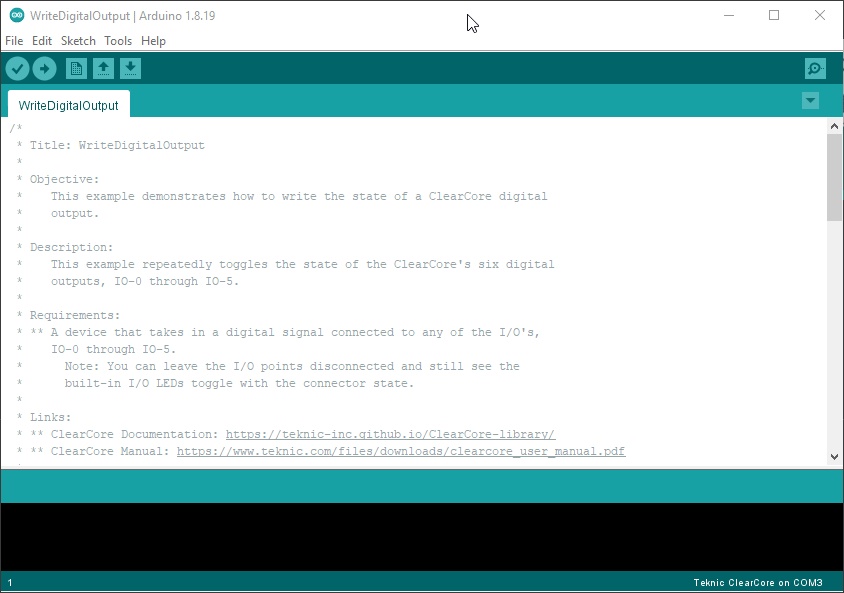 WriteDigitalOutput | Arduino 1.8.19
File Edit Sketch Tools Help
WriteDigitalOutput
/*
* Title: WriteDigitalOutput
*
* Objective:
* This example demonstrates how to write the state of a ClearCore digital
* output.
*
* Description:
* This example repeatedly toggles the state of the ClearCore's six digital
* outputs, IO-0 through IO-5.
*
* Requirements:
* ** A device that takes in a digital signal connected to any of the I/O's,
* IO-0 through IO-5.
* Note: You can leave the I/O points disconnected and still see the
* built-in I/O LEDs toggle with the connector state.
*
* Links:
* ** ClearCore Documentation: https://teknic-inc.github.io/ClearCore-library/
* ** ClearCore Manual: https://www.teknic.com/files/downloads/clearcore_user_manual.pdf
*
1 Teknic ClearCore on COM3